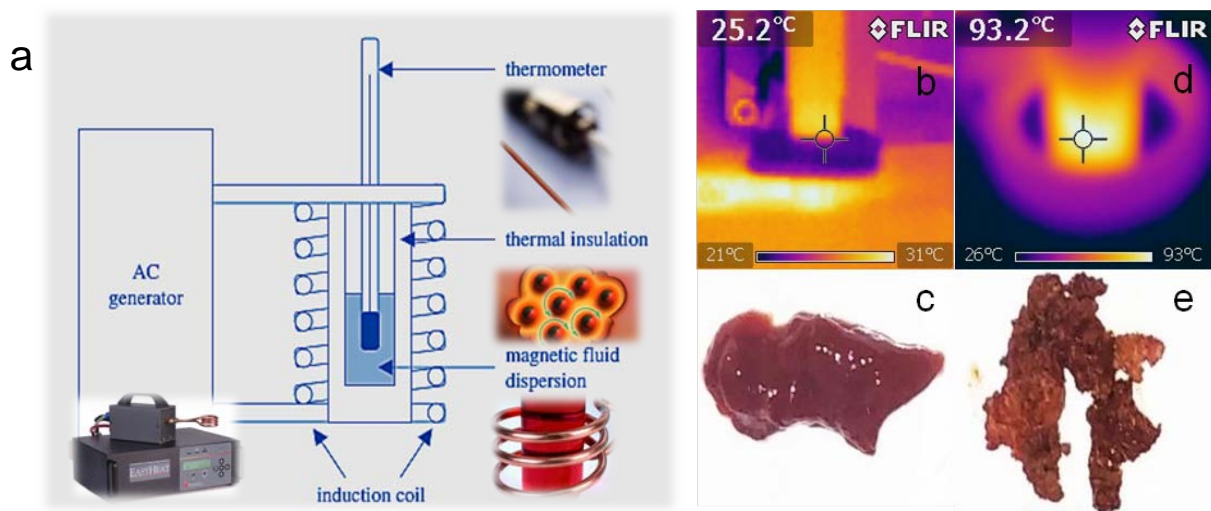 a
thermometer
thermal insulation
AC
generator
magnetic fluid
dispersion
EASYHEAT
induction coil
25.2°C
FLIR
b
21°C
31°C
93.2°C
FLIR
d
26°C
93°C
c
e